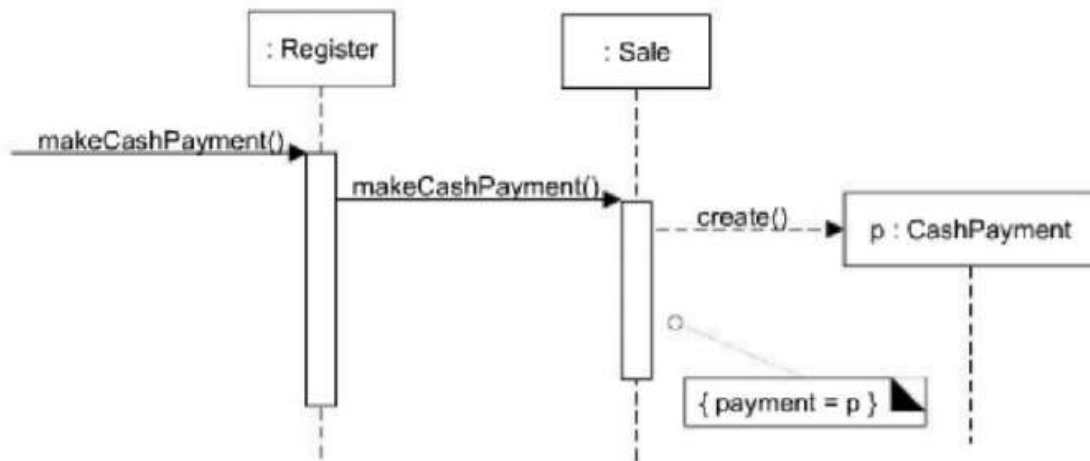 : Register
: Sale
makeCashPayment()
makeCashPayment()
create()
p : CashPayment
{ payment = p }